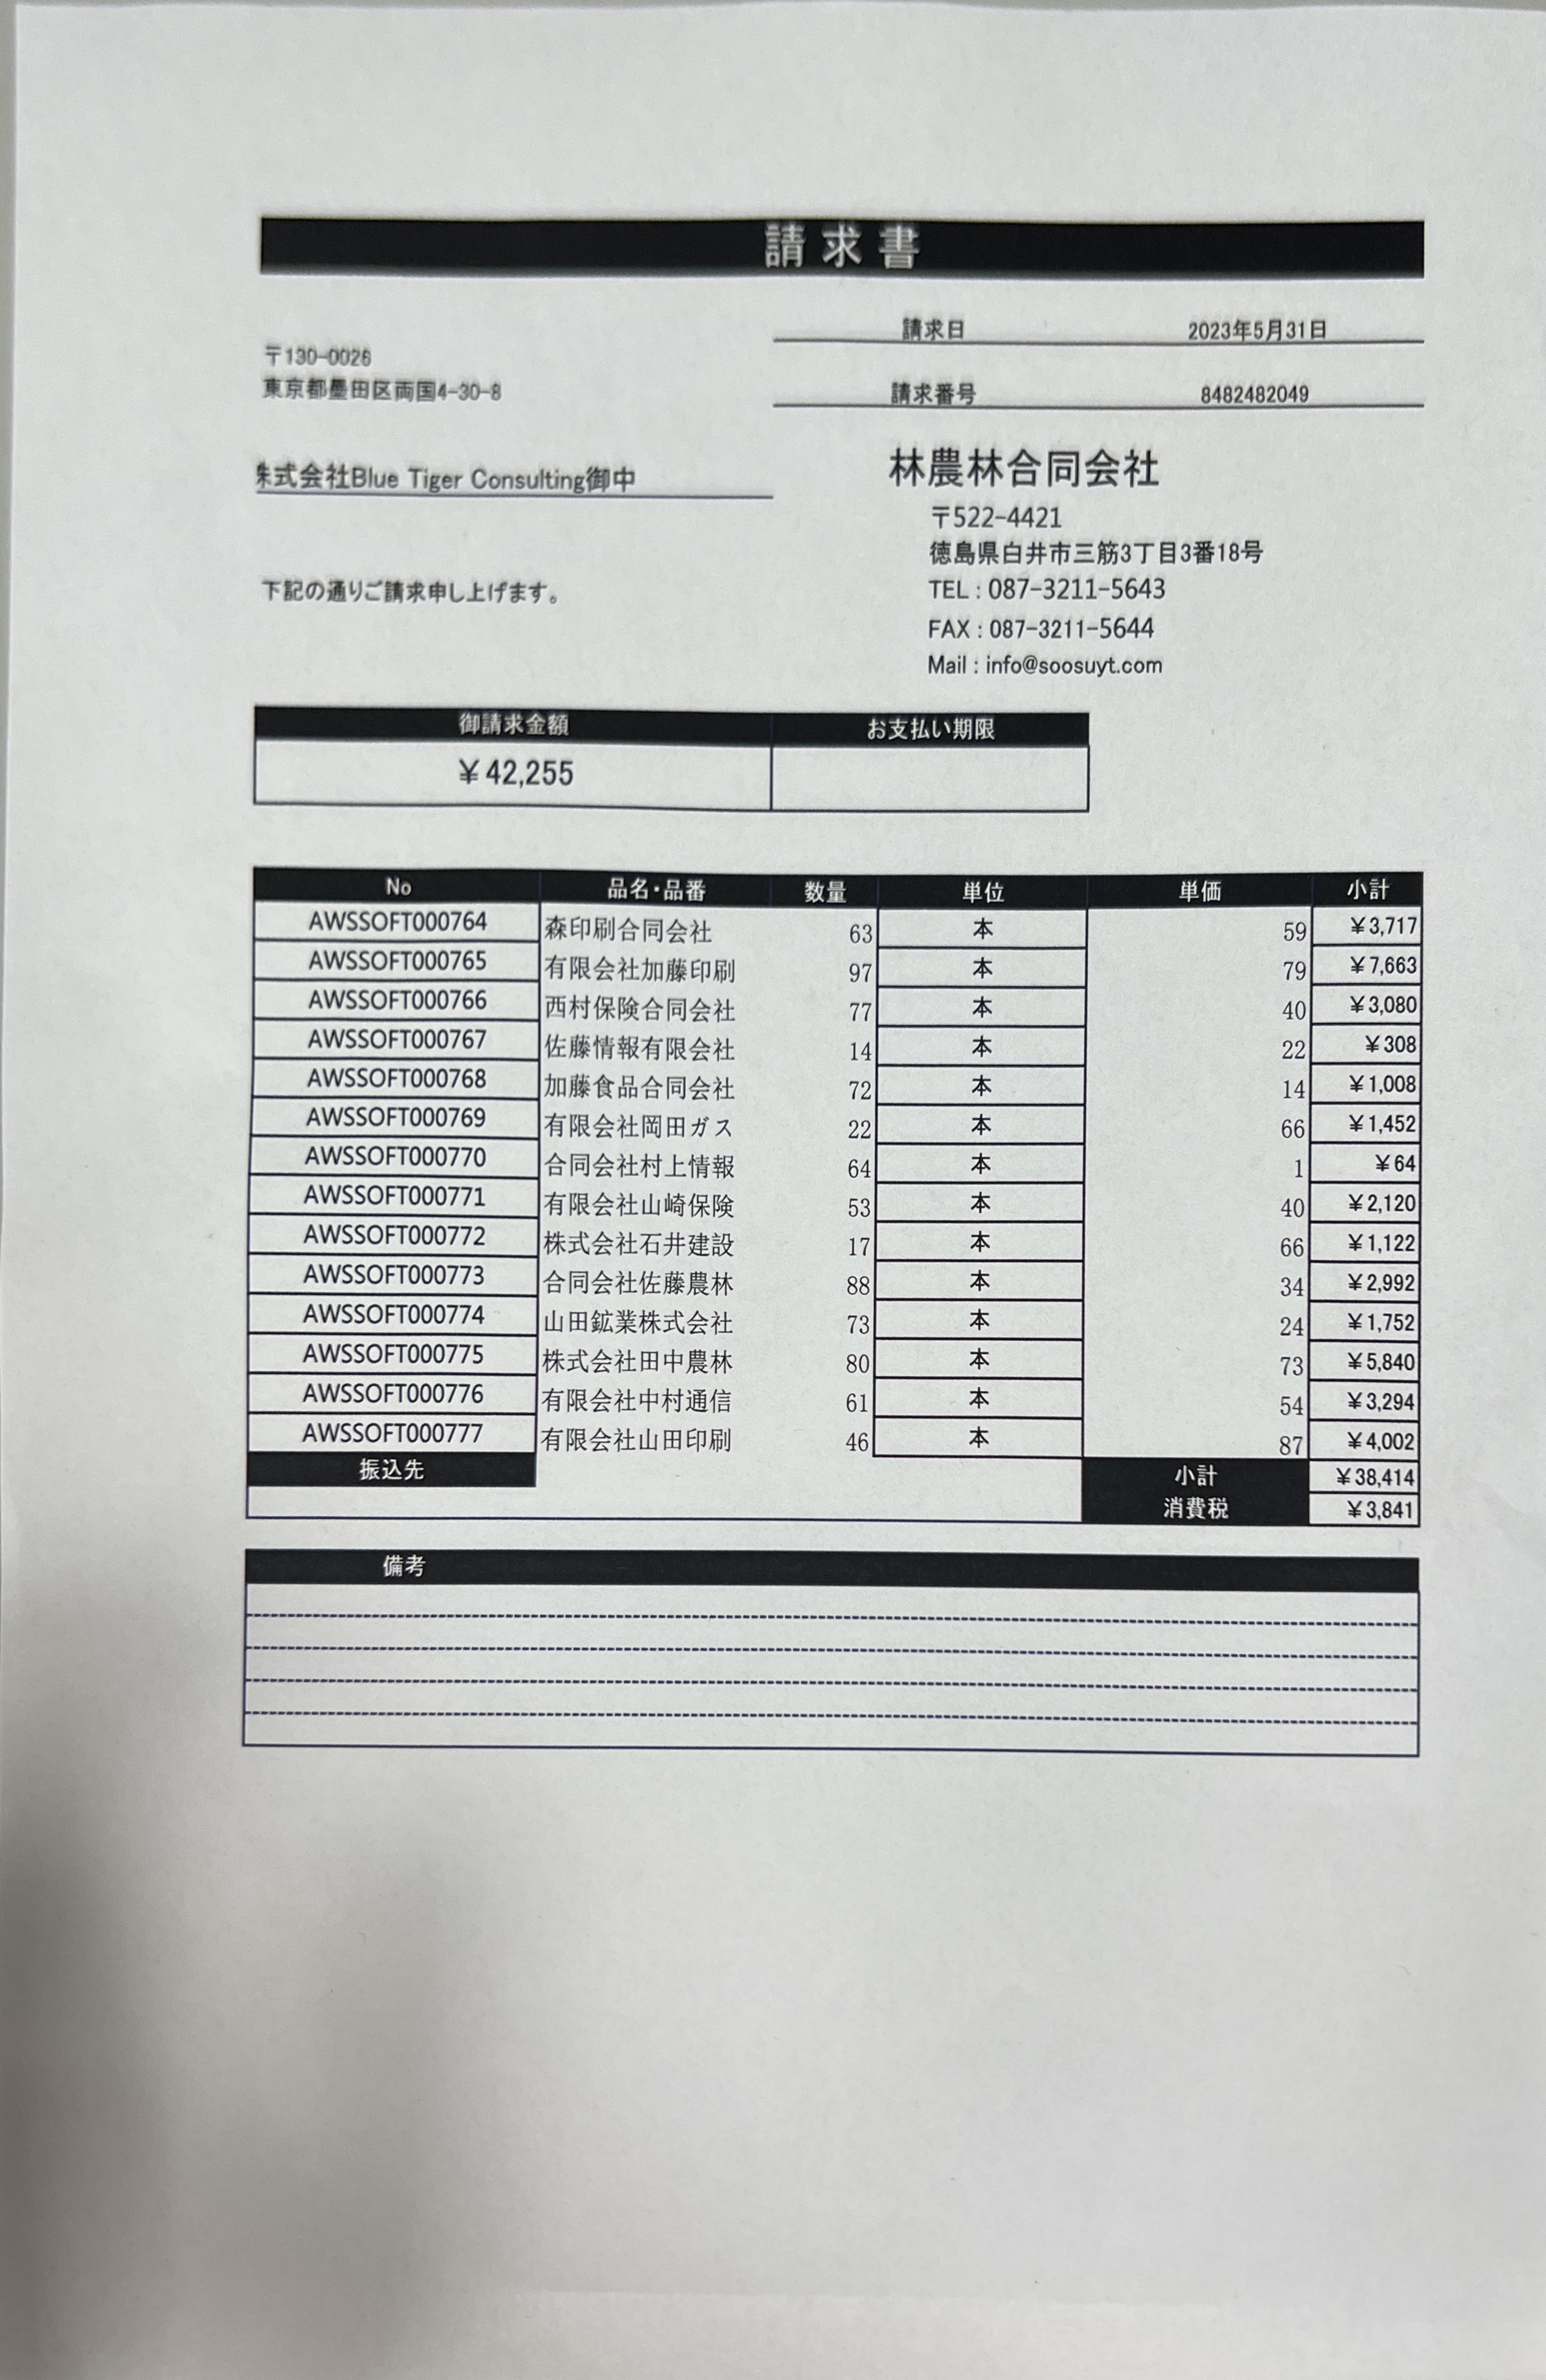 請求書
請求日 2023年5月31日
〒130-0026
東京都墨田区両国4-30-8
請求番号 8482482049
株式会社Blue Tiger Consulting御中
林農林合同会社
〒522-4421
徳島県白井市三筋3丁目3番18号
下記の通りご請求申し上げます。
TEL : 087-3211-5643
FAX : 087-3211-5644
Mail : info@soosuyt.com
御請求金額 お支払い期限
¥42,255
No 品名・品番 数量 単位 単価 小計
AWSSOFT000764 森印刷合同会社 63 本 59 ¥3,717
AWSSOFT000765 有限会社加藤印刷 97 本 79 ¥7,663
AWSSOFT000766 西村保険合同会社 77 本 40 ¥3,080
AWSSOFT000767 佐藤情報有限会社 14 本 22 ¥308
AWSSOFT000768 加藤食品合同会社 72 本 14 ¥1,008
AWSSOFT000769 有限会社岡田ガス 22 本 66 ¥1,452
AWSSOFT000770 合同会社村上情報 64 本 1 ¥64
AWSSOFT000771 有限会社山崎保険 53 本 40 ¥2,120
AWSSOFT000772 株式会社石井建設 17 本 66 ¥1,122
AWSSOFT000773 合同会社佐藤農林 88 本 34 ¥2,992
AWSSOFT000774 山田鉱業株式会社 73 本 24 ¥1,752
AWSSOFT000775 株式会社田中農林 80 本 73 ¥5,840
AWSSOFT000776 有限会社中村通信 61 本 54 ¥3,294
AWSSOFT000777 有限会社山田印刷 46 本 87 ¥4,002
振込先 小計 ¥38,414
消費税 ¥3,841
備考